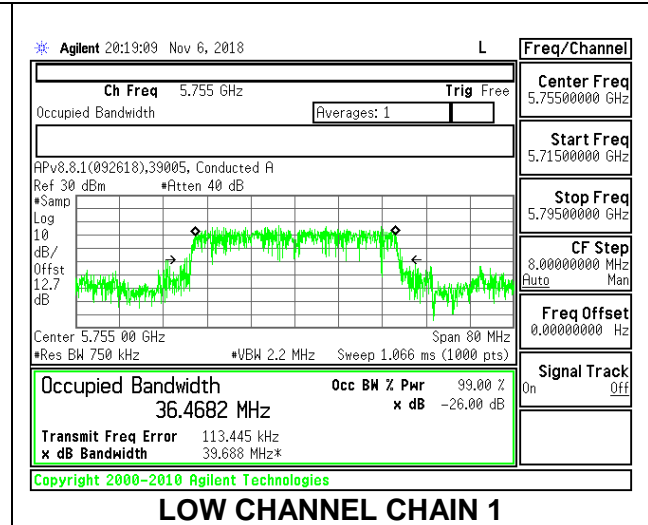 Agilent 20:19:09 Nov 6, 2018 L Freq/Channel
Ch Freq 5.755 GHz Trig Free
Occupied Bandwidth Averages: 1
Center Freq
5.75500000 GHz
Start Freq
5.71500000 GHz
APv8.8.1(092618),39005, Conducted A
Ref 30 dBm #Atten 40 dB
#Samp
Log
10
dB/
Offst
12.7
dB
Stop Freq
5.79500000 GHz
CF Step
8.00000000 MHz
Auto Man
Freq Offset
0.00000000 Hz
Center 5.755 00 GHz Span 80 MHz
#Res BW 750 kHz #VBW 2.2 MHz Sweep 1.066 ms (1000 pts)
Signal Track
On Off
Occupied Bandwidth Occ BW % Pwr 99.00 %
36.4682 MHz x dB -26.00 dB
Transmit Freq Error 113.445 kHz
x dB Bandwidth 39.688 MHz*
Copyright 2000-2010 Agilent Technologies
LOW CHANNEL CHAIN 1